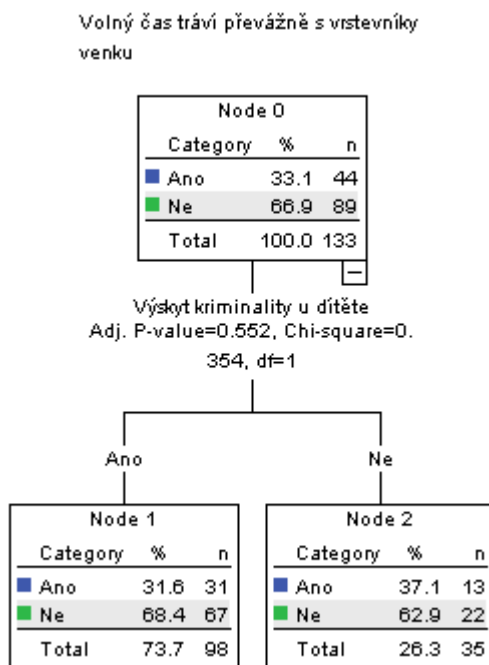 Volný čas tráví převážně s vrstevníky
venku
Node 0
Category % n
Ano 33.1 44
Ne 66.9 89
Total 100.0 133
Výskyt kriminality u dítěte
Adj. P-value=0.552, Chi-square=0.
354, df=1
Ano
Ne
Node 1
Category % n
Ano 31.6 31
Ne 68.4 67
Total 73.7 98
Node 2
Category % n
Ano 37.1 13
Ne 62.9 22
Total 26.3 35